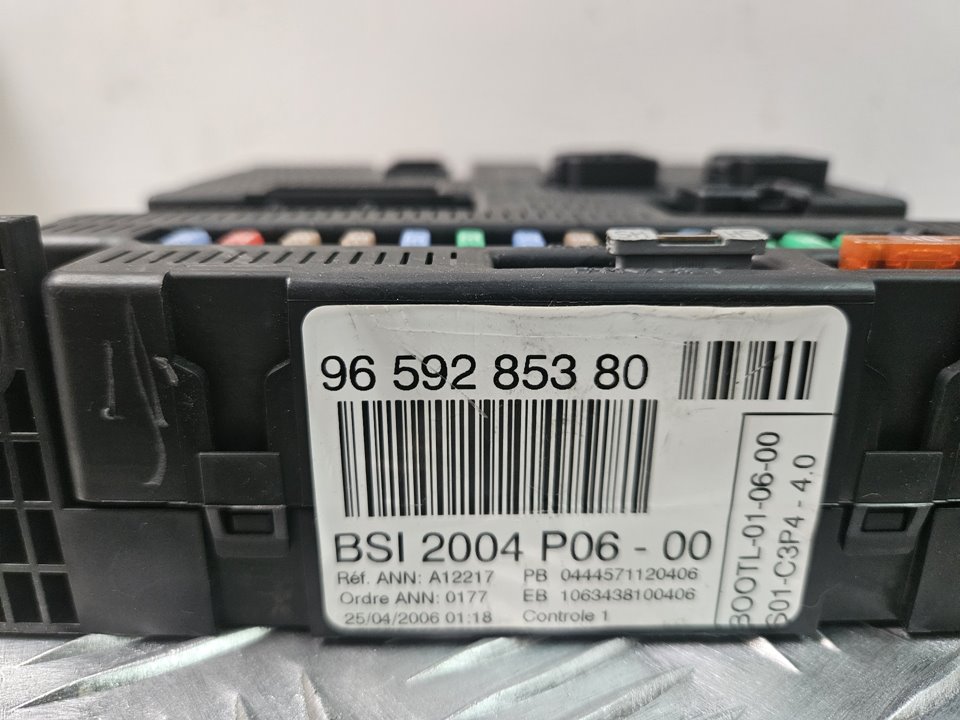 96 592 853 80
BSI 2004 P06 - 00
Réf. ANN: A12217 PB 0444571120406
Ordre ANN: 0177 EB 1063438100406
25/04/2006 01:18 Controle 1
BOOTL-01-06-00
S01-C3P4 - 4.0